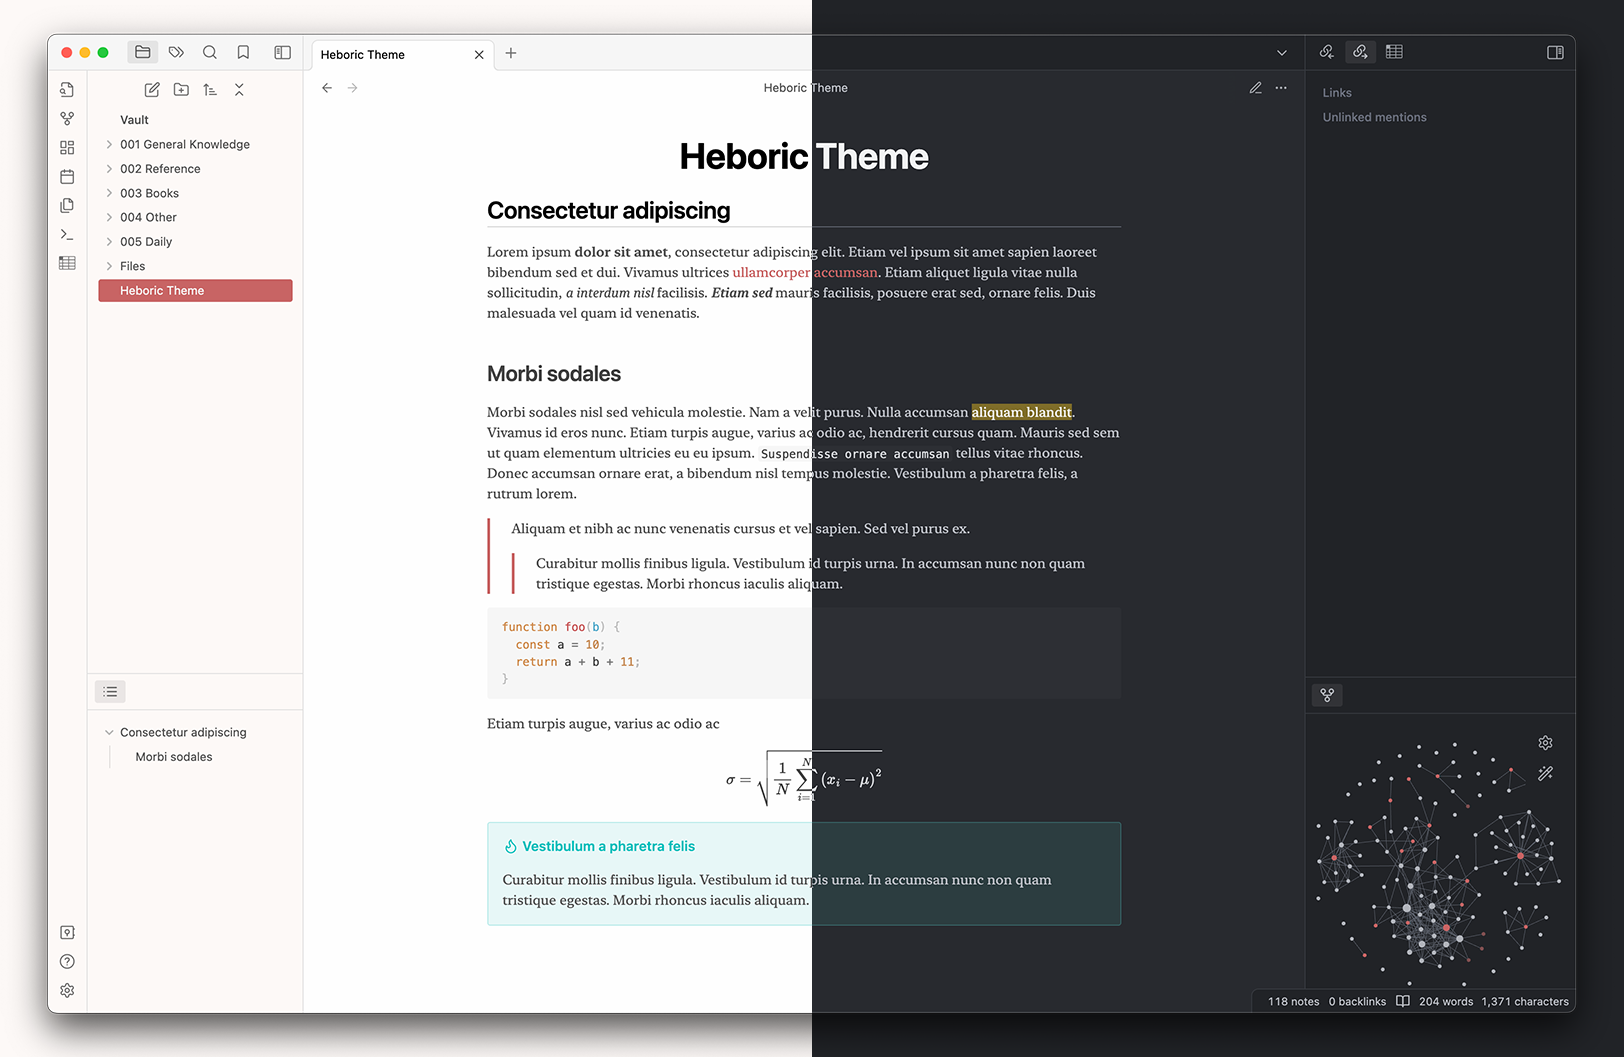 Heboric Theme
Vault
001 General Knowledge
002 Reference
003 Books
004 Other
005 Daily
Files
Heboric Theme
Consectetur adipiscing
Morbi sodales
Heboric Theme
Heboric Theme
Consectetur adipiscing
Lorem ipsum dolor sit amet, consectetur adipiscing elit. Etiam vel ipsum sit amet sapien laoreet
bibendum sed et dui. Vivamus ultrices ullamcorper accumsan. Etiam aliquet ligula vitae nulla
sollicitudin, a interdum nisl facilisis. Etiam sed mauris facilisis, posuere erat sed, ornare felis. Duis
malesuada vel quam id venenatis.
Morbi sodales
Morbi sodales nisl sed vehicula molestie. Nam a velit purus. Nulla accumsan aliquam blandit.
Vivamus id eros nunc. Etiam turpis augue, varius ac odio ac, hendrerit cursus quam. Mauris sed sem
ut quam elementum ultricies eu eu ipsum. Suspendisse ornare accumsan tellus vitae rhoncus.
Donec accumsan ornare erat, a bibendum nisl tempus molestie. Vestibulum a pharetra felis, a
rutrum lorem.
Aliquam et nibh ac nunc venenatis cursus et vel sapien. Sed vel purus ex.
Curabitur mollis finibus ligula. Vestibulum id turpis urna. In accumsan nunc non quam
tristique egestas. Morbi rhoncus iaculis aliquam.
function foo(b) {
  const a = 10;
  return a + b + 11;
}
Etiam turpis augue, varius ac odio ac
σ = √(1/N ∑_{i=1}^{N} (x_i − μ)²)
Vestibulum a pharetra felis
Curabitur mollis finibus ligula. Vestibulum id turpis urna. In accumsan nunc non quam
tristique egestas. Morbi rhoncus iaculis aliquam.
Links
Unlinked mentions
118 notes 0 backlinks 204 words 1,371 characters